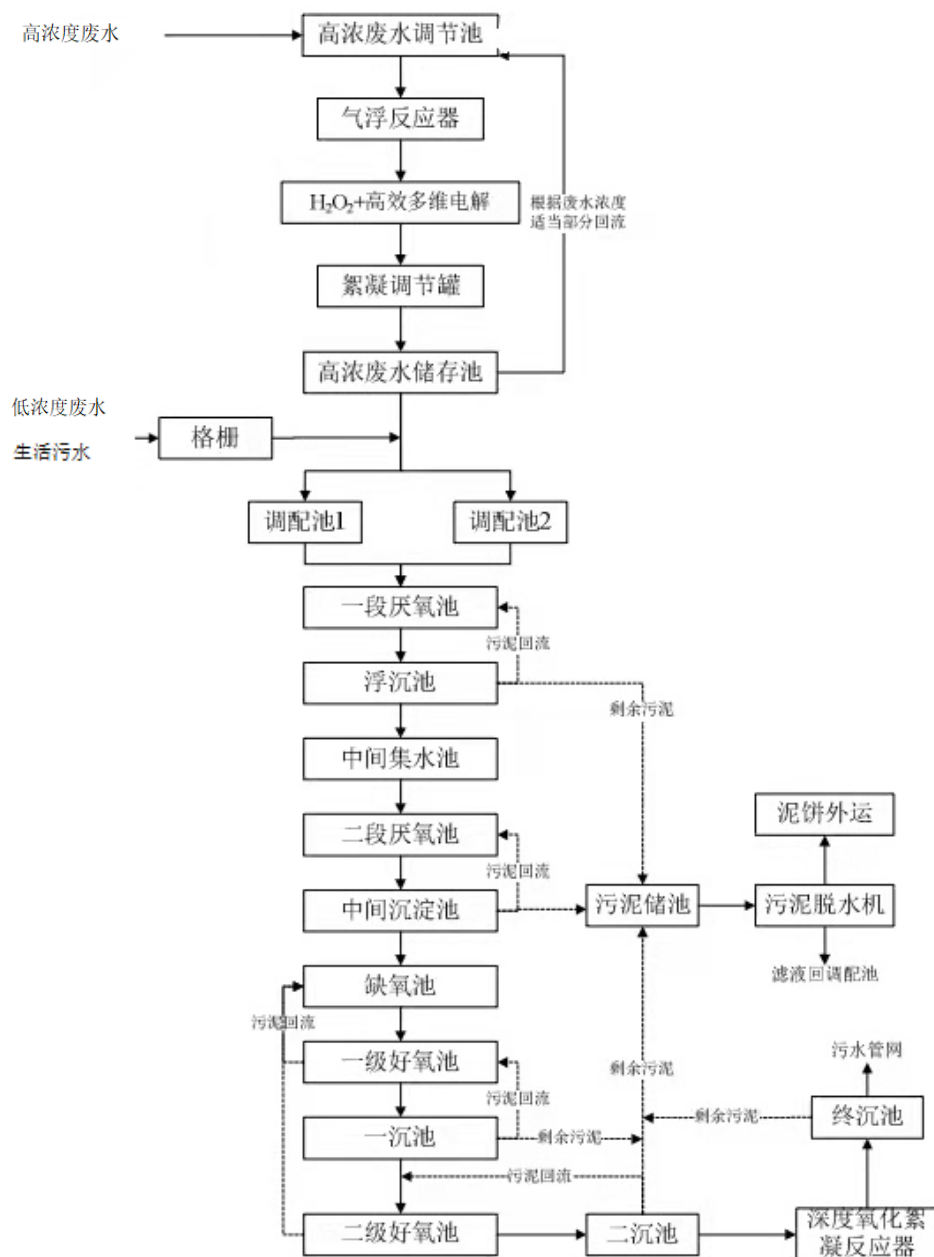 高浓度废水
高浓废水调节池
气浮反应器
H₂O₂+高效多维电解
根据废水浓度
适当部分回流
絮凝调节罐
高浓废水储存池
低浓度废水
生活污水
格栅
调配池1
调配池2
一段厌氧池
污泥回流
浮沉池
剩余污泥
中间集水池
二段厌氧池
污泥回流
中间沉淀池
污泥储池
污泥脱水机
泥饼外运
滤液回调配池
缺氧池
污泥回流
一级好氧池
污泥回流
剩余污泥
污水管网
一沉池
剩余污泥
剩余污泥
终沉池
污泥回流
二级好氧池
二沉池
深度氧化絮
凝反应器